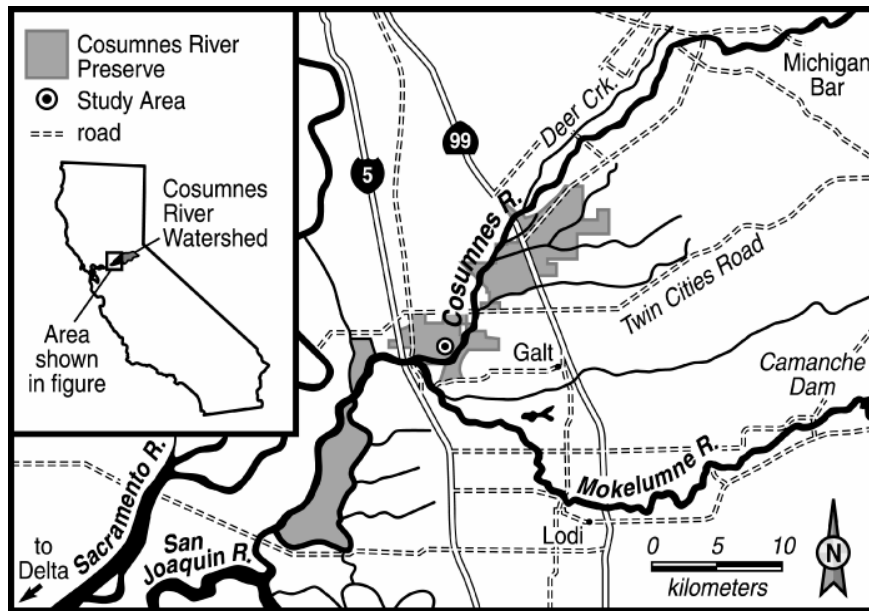 Cosumnes River
Preserve
Study Area
road
Cosumnes
River
Watershed
Area
shown
in figure
5
99
Deer Crk.
Michigan
Bar
Cosumnes R.
Twin Cities Road
Galt
Camanche
Dam
Mokelumne R.
Lodi
Sacramento R.
San
Joaquin R.
to
Delta
0 5 10
kilometers
N